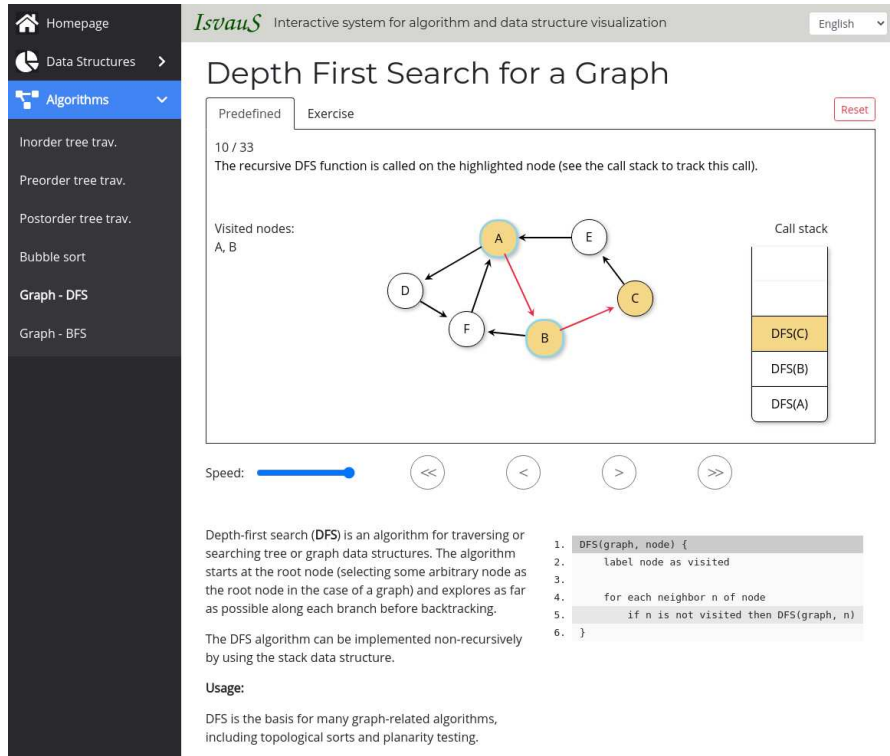 Homepage
Data Structures
Algorithms
Inorder tree trav.
Preorder tree trav.
Postorder tree trav.
Bubble sort
Graph - DFS
Graph - BFS
IsvauS Interactive system for algorithm and data structure visualization
English
Depth First Search for a Graph
Predefined Exercise
Reset
10 / 33
The recursive DFS function is called on the highlighted node (see the call stack to track this call).
Visited nodes:
A, B
A
E
D
C
F
B
Call stack
DFS(C)
DFS(B)
DFS(A)
Speed:
<<
<
>
>>
Depth-first search (DFS) is an algorithm for traversing or
searching tree or graph data structures. The algorithm
starts at the root node (selecting some arbitrary node as
the root node in the case of a graph) and explores as far
as possible along each branch before backtracking.
The DFS algorithm can be implemented non-recursively
by using the stack data structure.
Usage:
DFS is the basis for many graph-related algorithms,
including topological sorts and planarity testing.
1. DFS(graph, node) {
2. label node as visited
3.
4. for each neighbor n of node
5. if n is not visited then DFS(graph, n)
6. }